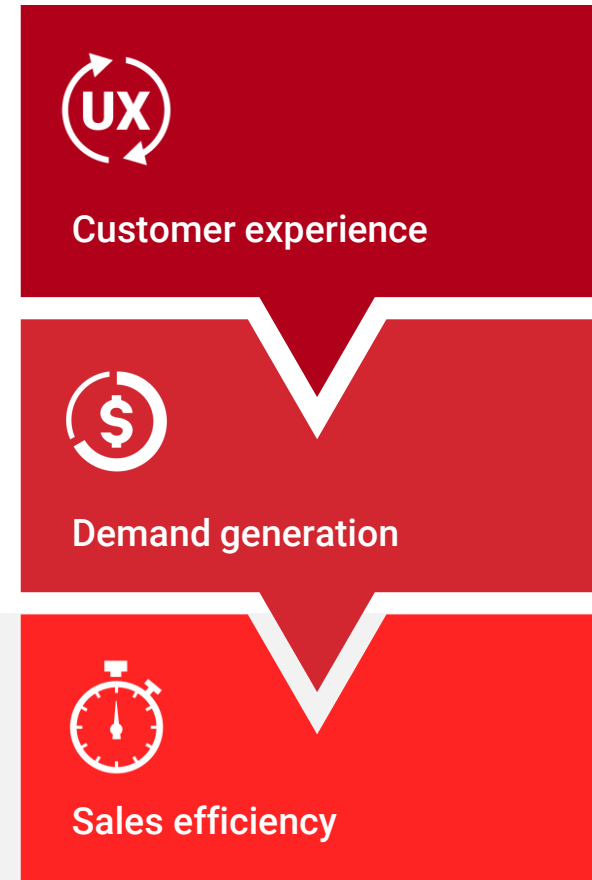 UX
Customer experience
$
Demand generation
Sales efficiency